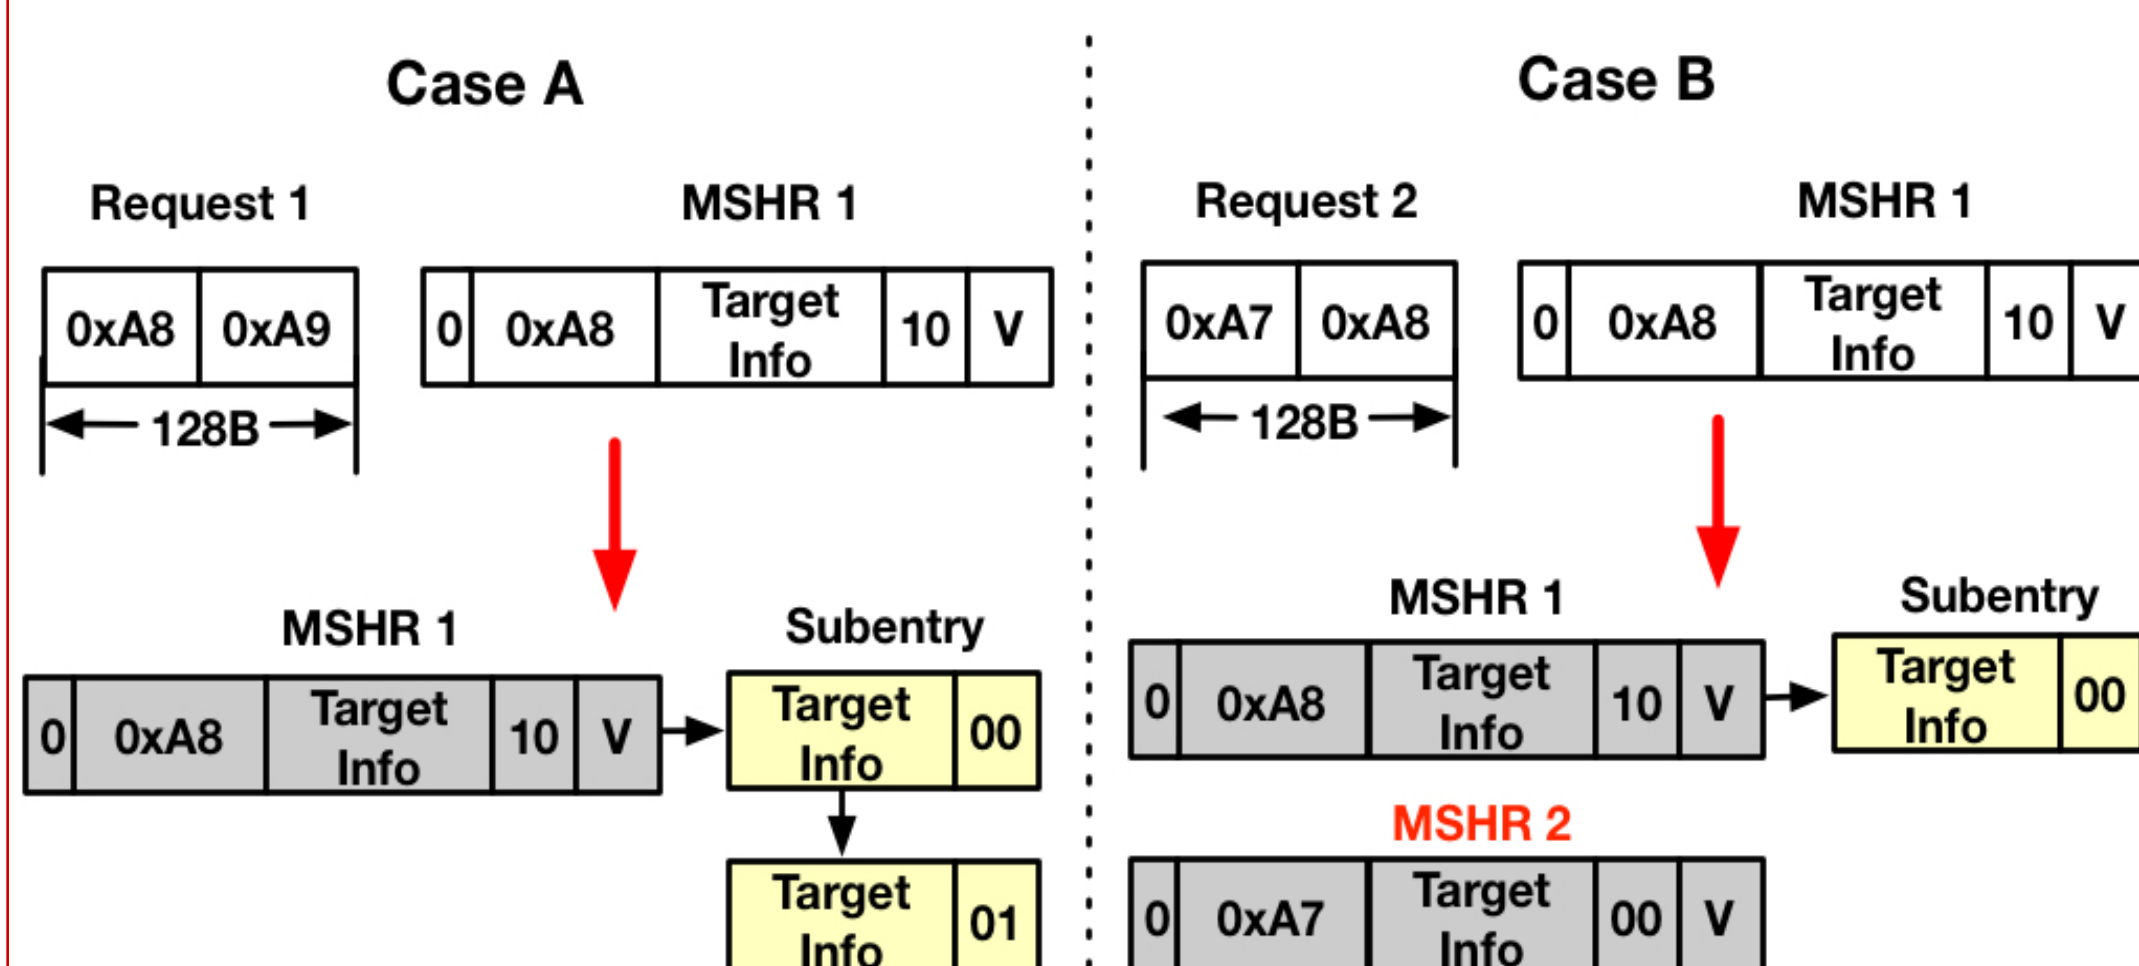 Case A
Request 1
MSHR 1
0xA8 0xA9
0 0xA8 Target Info 10 V
128B
MSHR 1
Subentry
0 0xA8 Target Info 10 V
Target Info 00
Target Info 01
Case B
Request 2
MSHR 1
0xA7 0xA8
0 0xA8 Target Info 10 V
128B
MSHR 1
Subentry
0 0xA8 Target Info 10 V
Target Info 00
MSHR 2
0 0xA7 Target Info 00 V